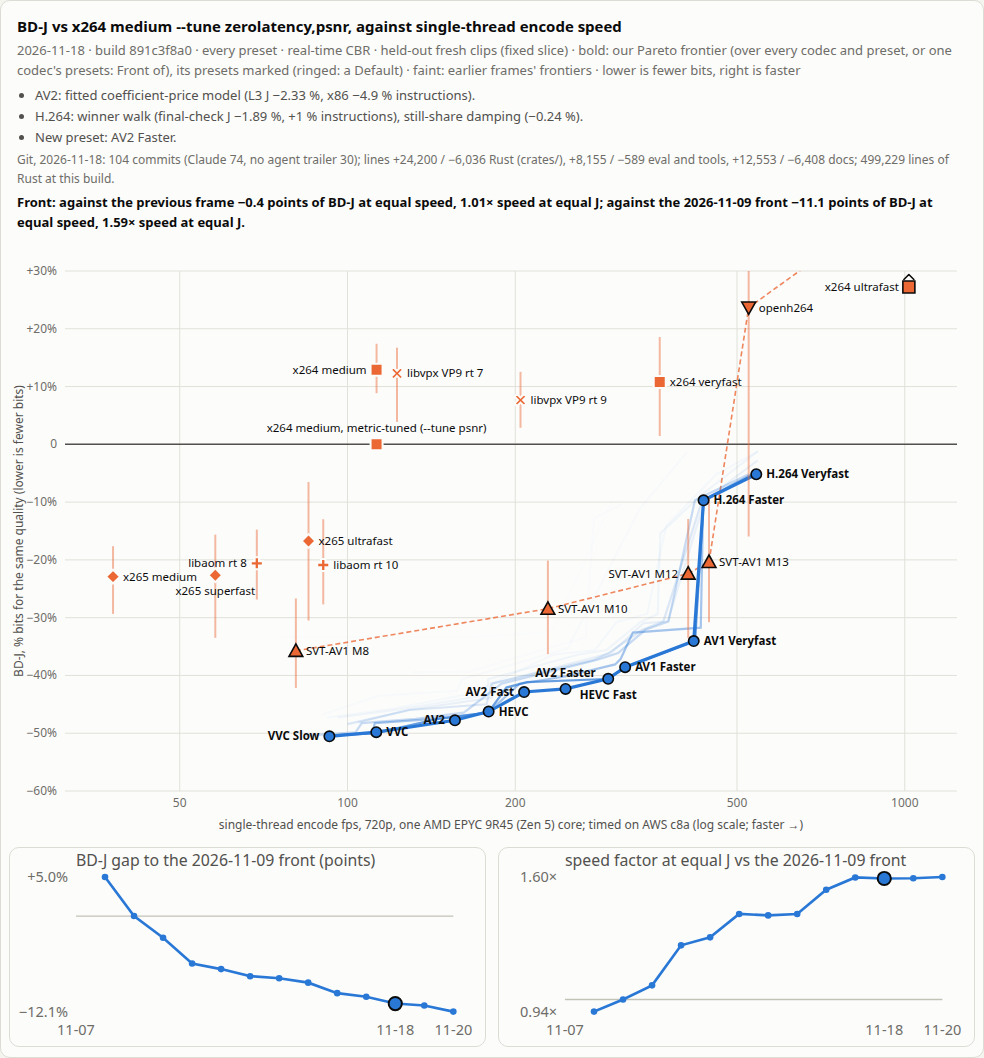 BD-J vs x264 medium --tune zerolatency,psnr, against single-thread encode speed
2026-11-18 · build 891c3f8a0 · every preset · real-time CBR · held-out fresh clips (fixed slice) · bold: our Pareto frontier (over every codec and preset, or one
codec's presets: Front of), its presets marked (ringed: a Default) · faint: earlier frames' frontiers · lower is fewer bits, right is faster
• AV2: fitted coefficient-price model (L3 J −2.33 %, x86 −4.9 % instructions).
• H.264: winner walk (final-check J −1.89 %, +1 % instructions), still-share damping (−0.24 %).
• New preset: AV2 Faster.
Git, 2026-11-18: 104 commits (Claude 74, no agent trailer 30); lines +24,200 / −6,036 Rust (crates/), +8,155 / −589 eval and tools, +12,553 / −6,408 docs; 499,229 lines of
Rust at this build.
Front: against the previous frame −0.4 points of BD-J at equal speed, 1.01× speed at equal J; against the 2026-11-09 front −11.1 points of BD-J at
equal speed, 1.59× speed at equal J.
+30%
x264 ultrafast
openh264
+20%
x264 medium
libvpx VP9 rt 7
+10%
x264 veryfast
libvpx VP9 rt 9
x264 medium, metric-tuned (--tune psnr)
0
H.264 Veryfast
−10%
H.264 Faster
x265 ultrafast
−20%
libaom rt 8
libaom rt 10
SVT-AV1 M13
x265 medium
SVT-AV1 M12
x265 superfast
−30%
SVT-AV1 M10
AV1 Veryfast
SVT-AV1 M8
AV1 Faster
−40%
AV2 Faster
AV2 Fast
HEVC Fast
HEVC
AV2
−50%
VVC Slow
VVC
−60%
BD-J, % bits for the same quality (lower is fewer bits)
50
100
200
500
1000
single-thread encode fps, 720p, one AMD EPYC 9R45 (Zen 5) core; timed on AWS c8a (log scale; faster →)
BD-J gap to the 2026-11-09 front (points)
+5.0%
−12.1%
11-07
11-18
11-20
speed factor at equal J vs the 2026-11-09 front
1.60×
0.94×
11-07
11-18
11-20